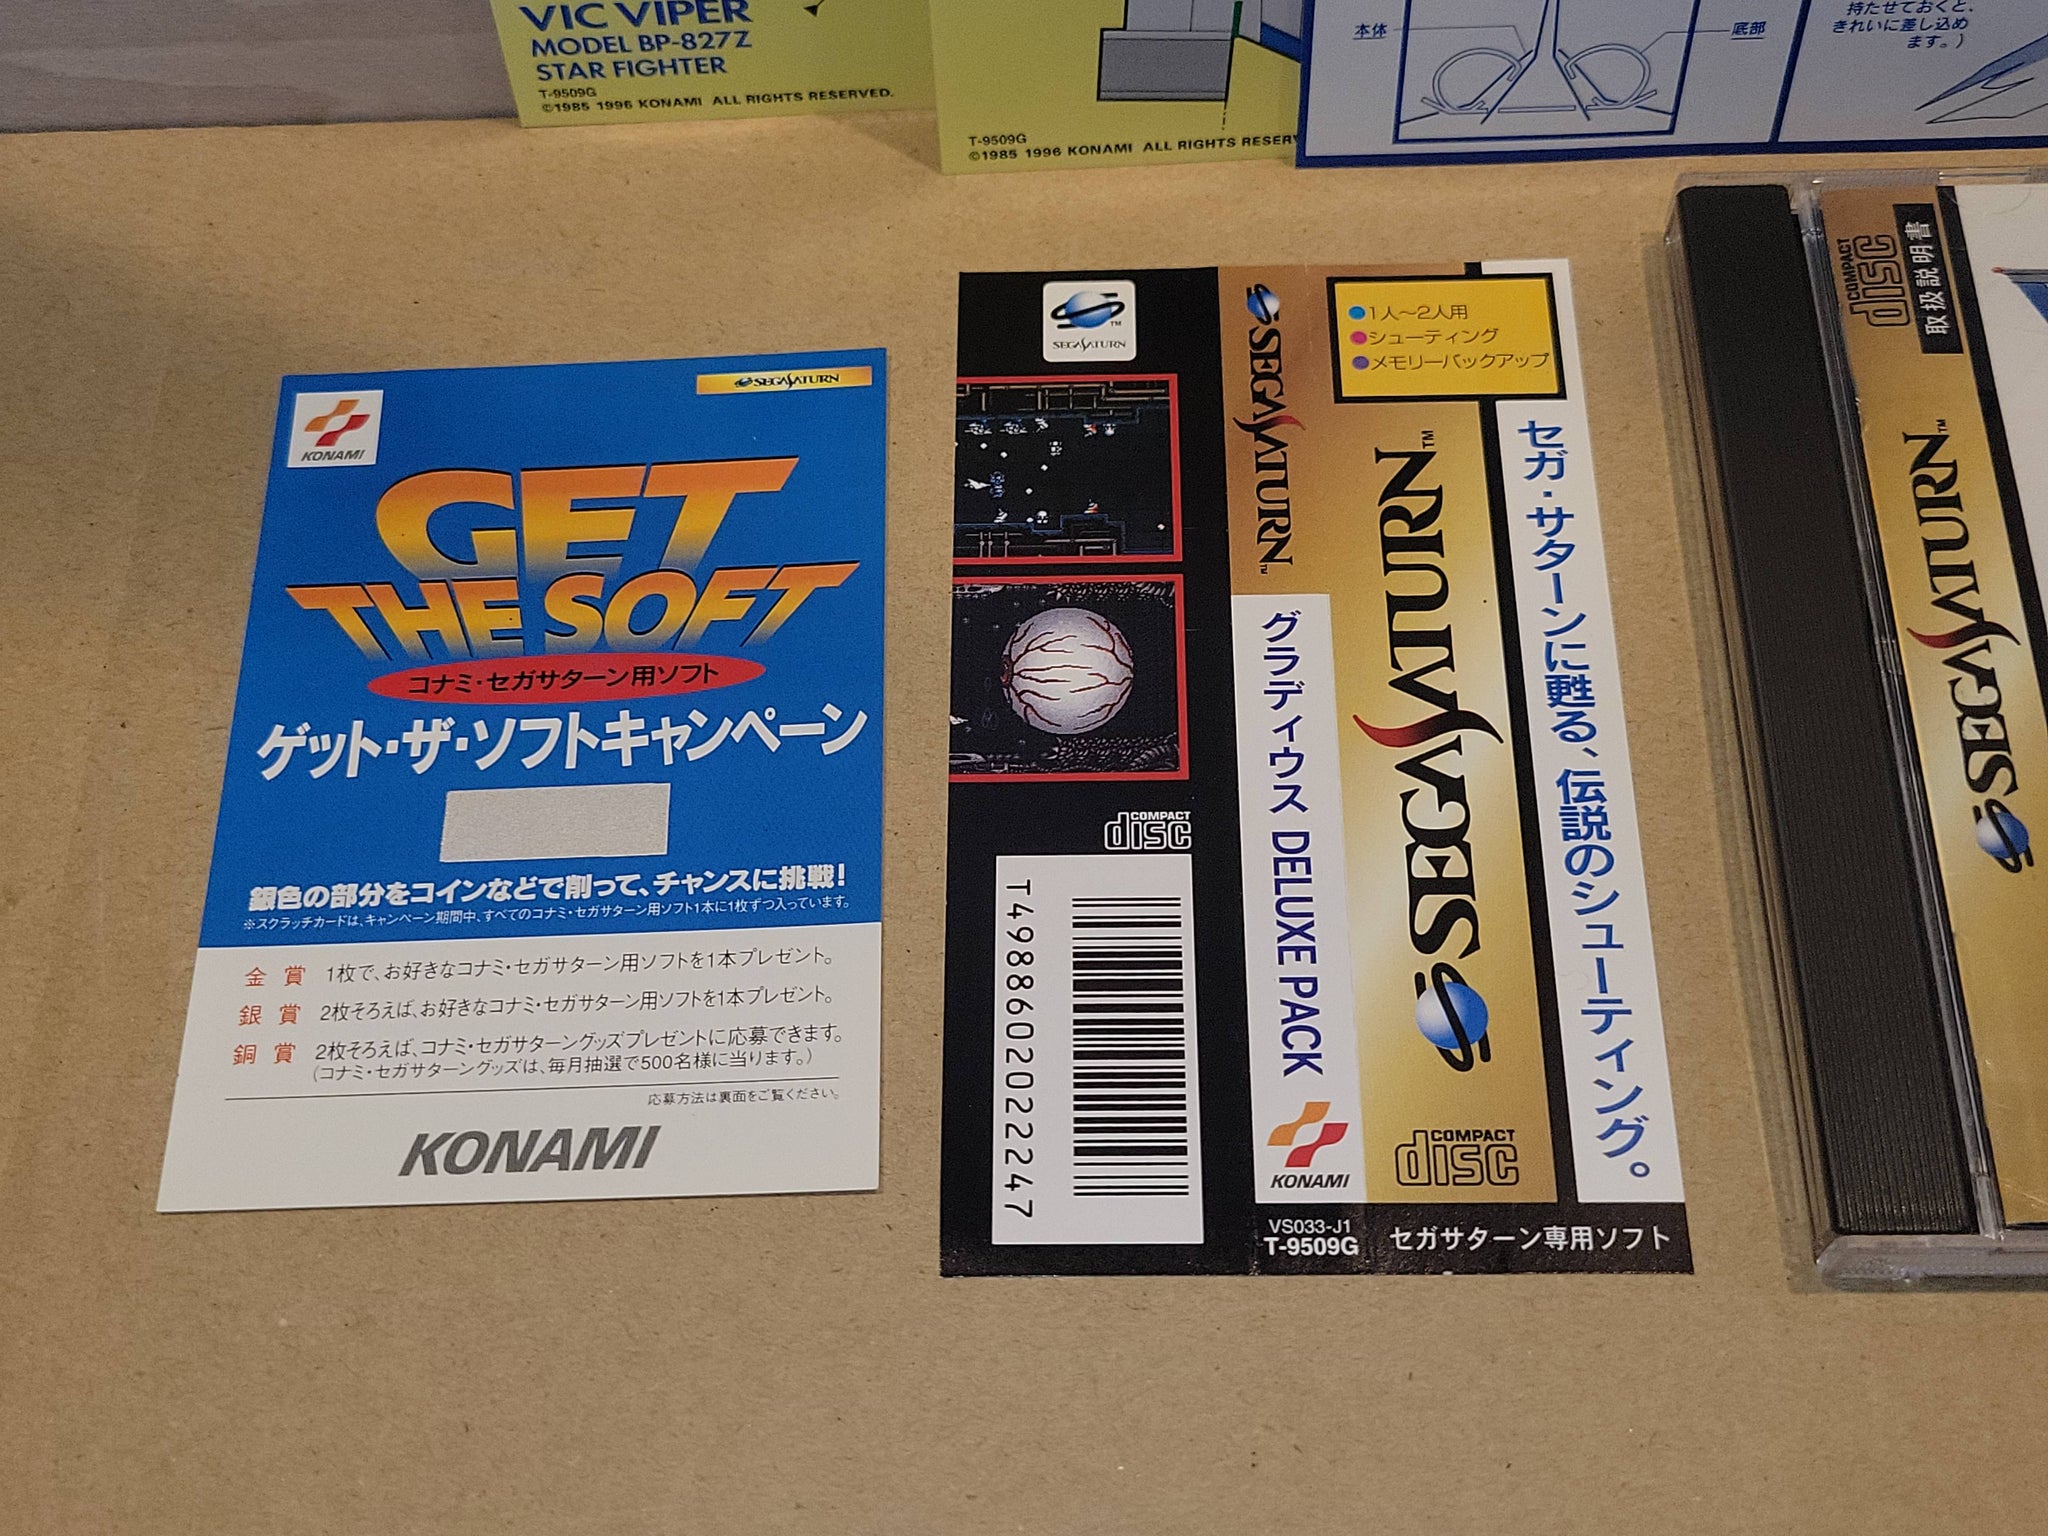 VIC VIPER
MODEL BP-827Z
STAR FIGHTER
T-9509G
©1985 1996 KONAMI ALL RIGHTS RESERVED.
T-9509G
©1985 1996 KONAMI ALL RIGHTS RESERV
本体
底部
持たせておくと、
きれいに差し込め
ます。)
KONAMI
SEGASATURN
GET
THE SOFT
コナミ・セガサターン用ソフト
ゲット・ザ・ソフトキャンペーン
銀色の部分をコインなどで削って、チャンスに挑戦!
※スクラッチカードは、キャンペーン期間中、すべてのコナミ・セガサターン用ソフト1本に1枚ずつ入っています。
金賞 1枚で、お好きなコナミ・セガサターン用ソフトを1本プレゼント。
銀賞 2枚そろえば、お好きなコナミ・セガサターン用ソフトを1本プレゼント。
銅賞 2枚そろえば、コナミ・セガサターングッズプレゼントに応募できます。
(コナミ・セガサターングッズは、毎月抽選で500名様に当ります。)
応募方法は裏面をご覧ください。
KONAMI
TM
SEGASATURN
COMPACT
disc
T4988602022247
SEGASATURN TM
グラディウス DELUXE PACK
KONAMI
VS033-J1
T-9509G
●1人~2人用
●シューティング
●メモリーバックアップ
SEGASATURN TM
COMPACT
disc
セガ・サターンに甦る、伝説のシューティング。
セガサターン専用ソフト
COMPACT
disc
取扱説明書
SEGASATURN TM